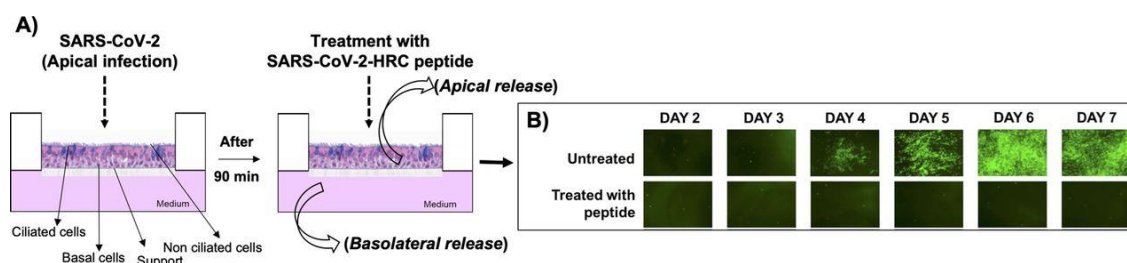 A)
SARS-CoV-2
(Apical infection)
Treatment with
SARS-CoV-2-HRC peptide
(Apical release)
After
90 min
Medium
Medium
Ciliated cells
Basal cells
Support
Non ciliated cells
(Basolateral release)
B)
DAY 2 DAY 3 DAY 4 DAY 5 DAY 6 DAY 7
Untreated
Treated with
peptide